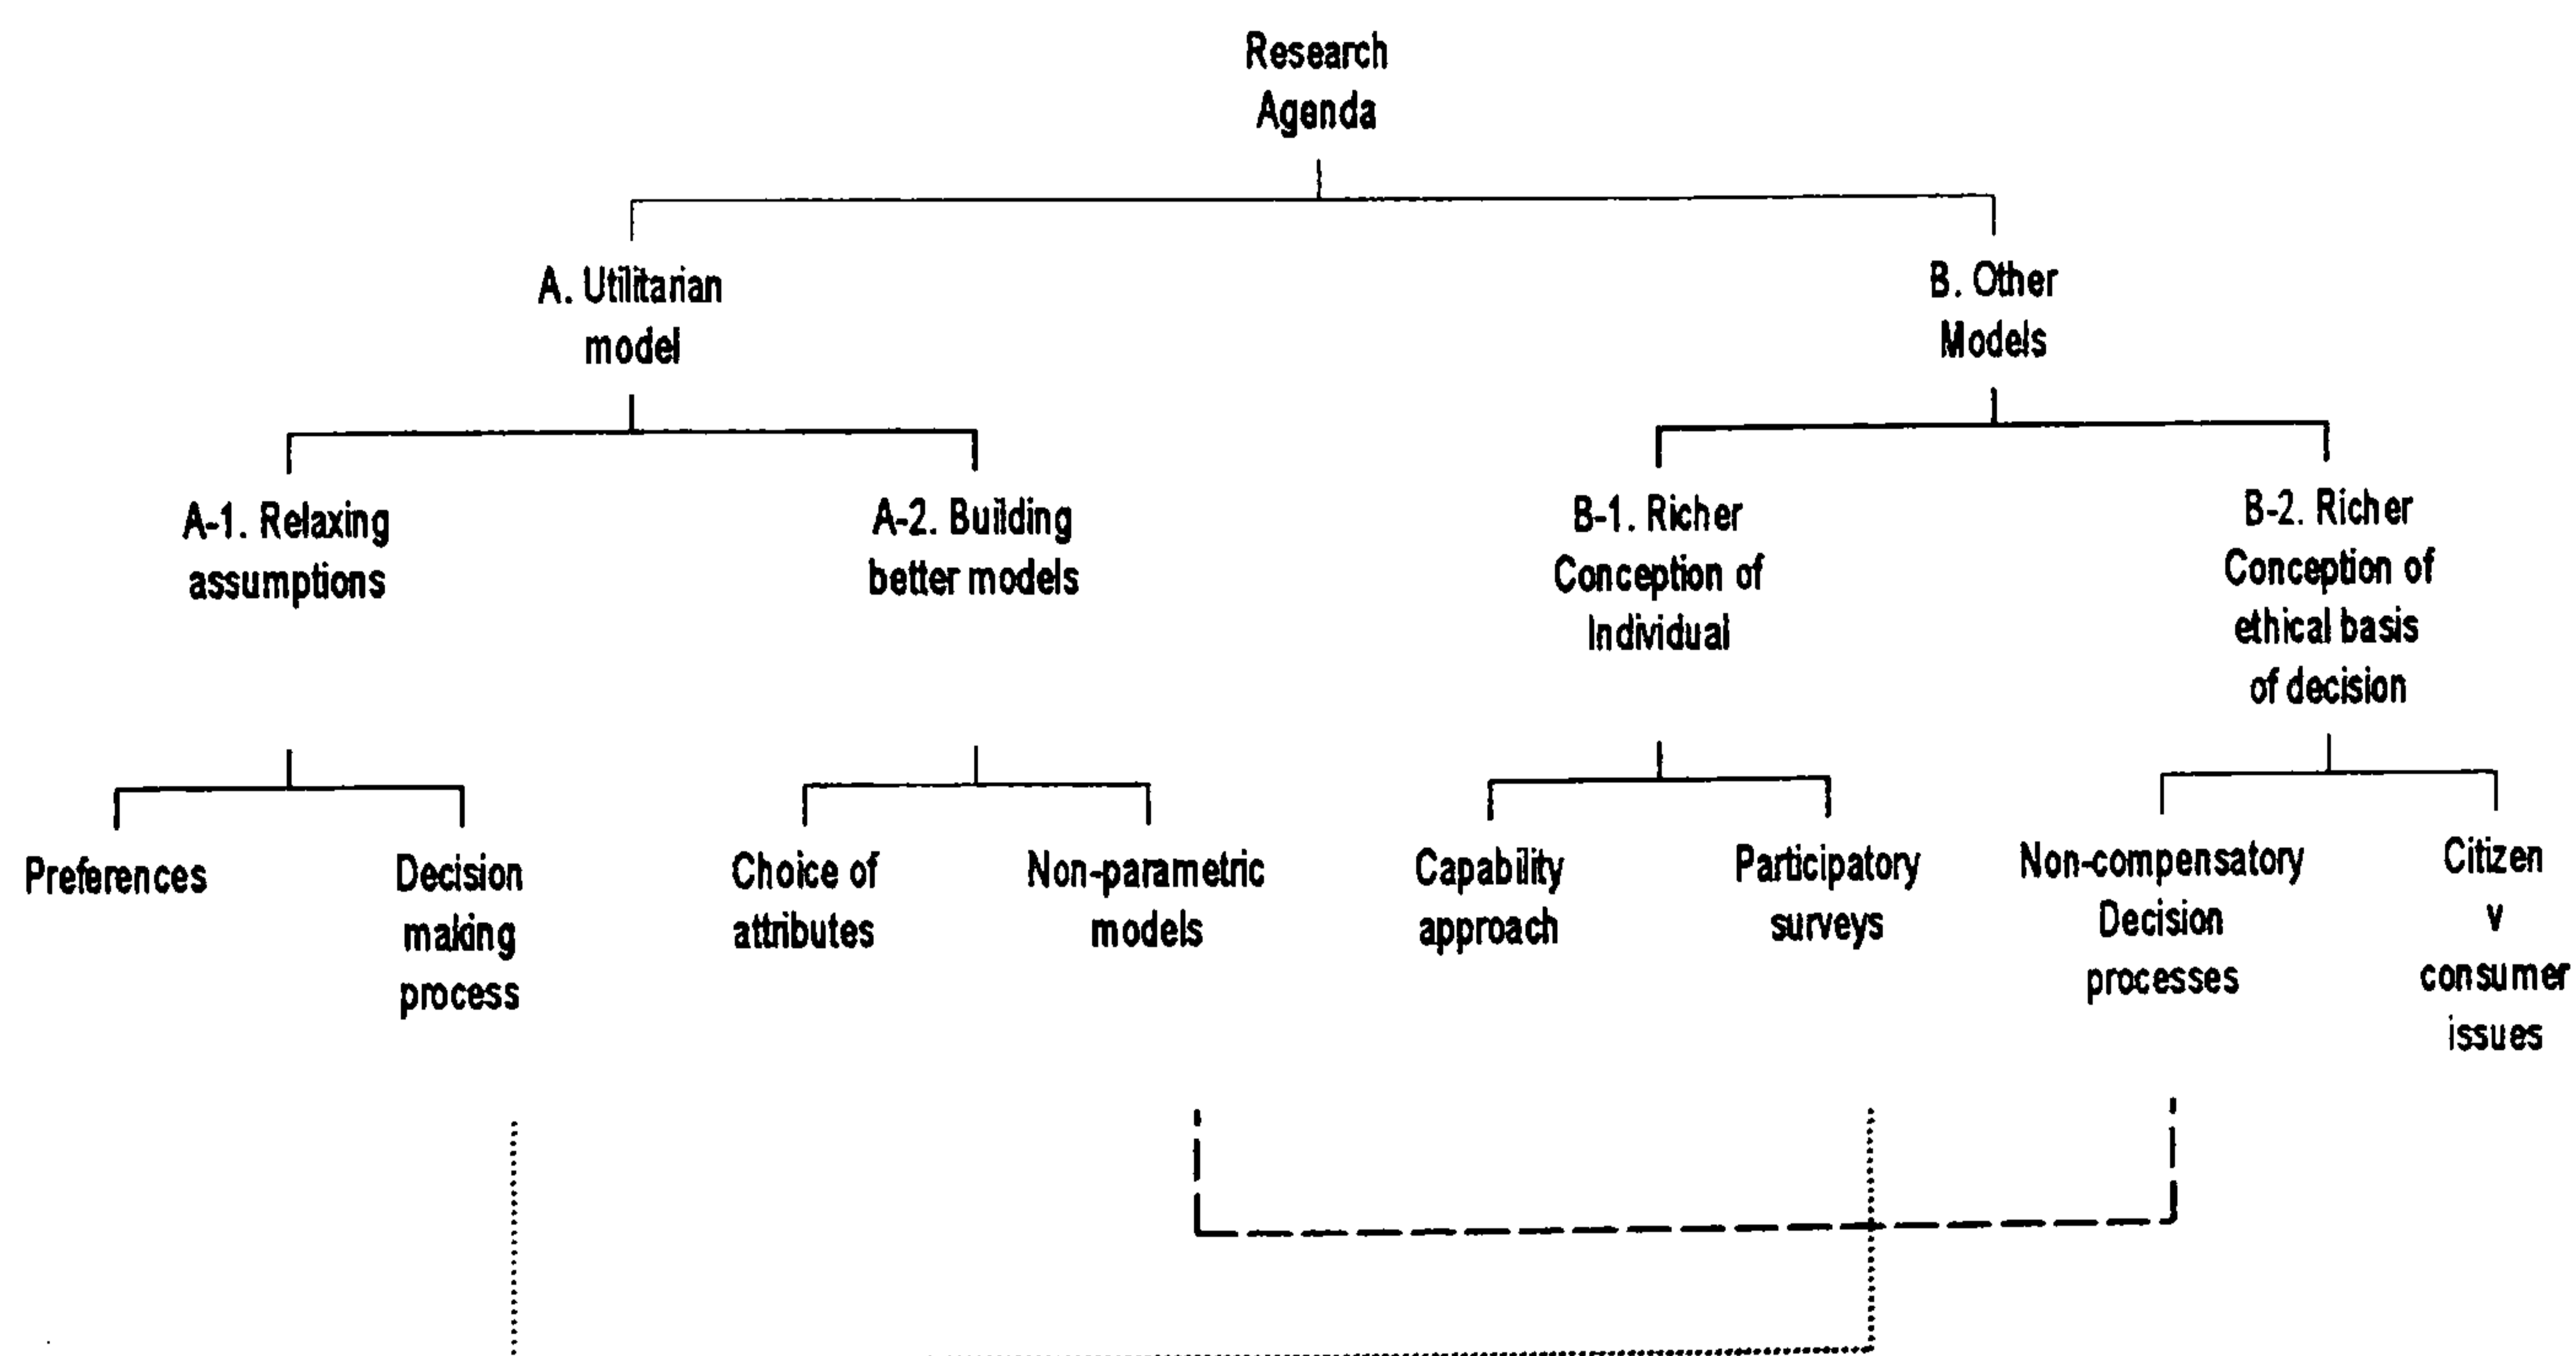 Research
Agenda
A. Utilitarian
model
B. Other
Models
A-1. Relaxing
assumptions
A-2. Building
better models
B-1. Richer
Conception of
Individual
B-2. Richer
Conception of
ethical basis
of decision
Preferences
Decision
making
process
Choice of
attributes
Non-parametric
models
Capability
approach
Participatory
surveys
Non-compensatory
Decision
processes
Citizen
v
consumer
issues